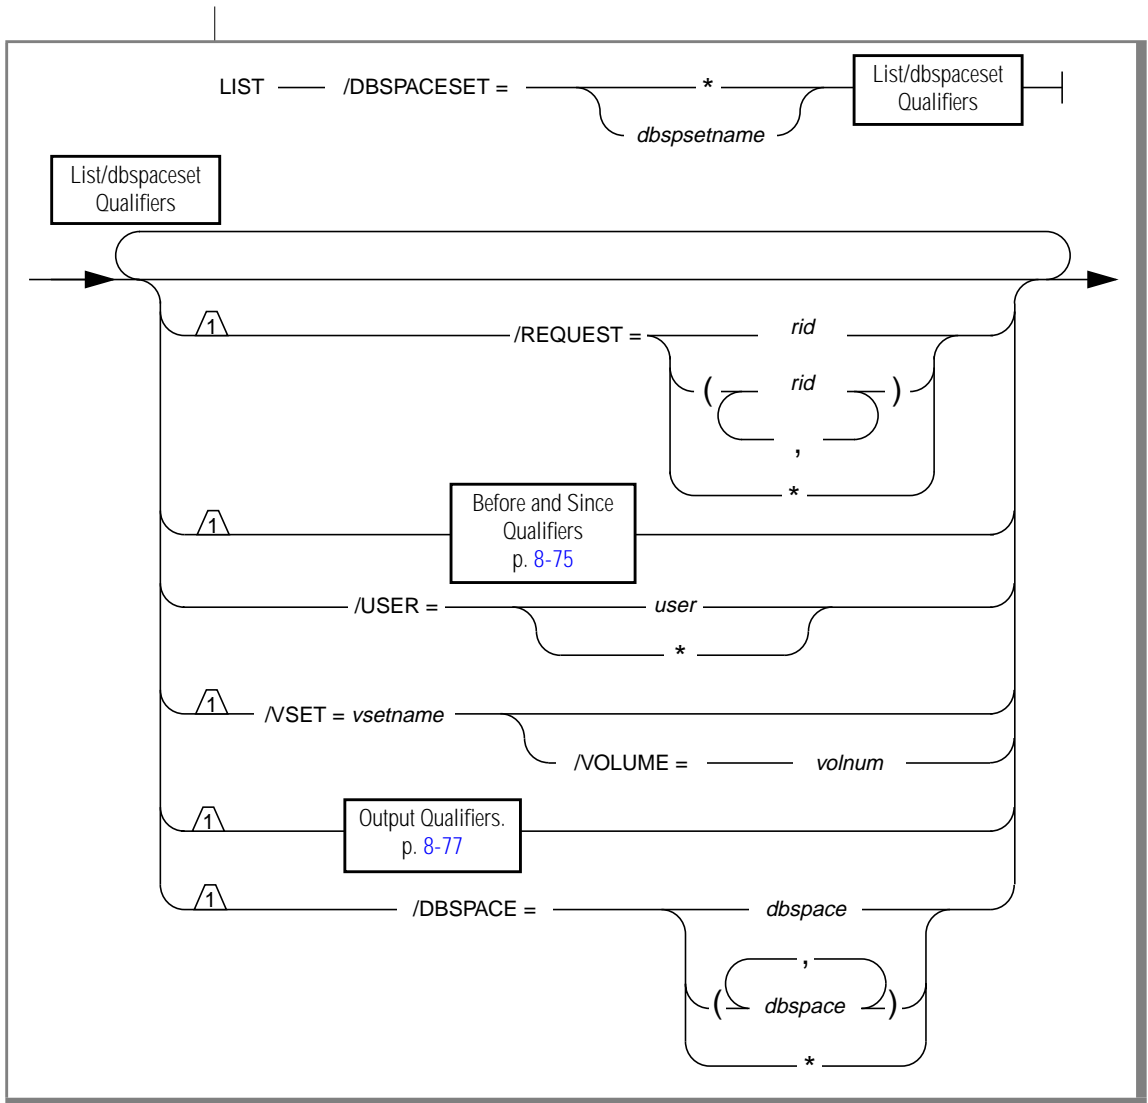 LIST /DBSPACESET = * List/dbspaceset
Qualifiers
dbspsetname
List/dbspaceset
Qualifiers
1 /REQUEST = rid
( rid )
,
*
1 Before and Since
Qualifiers
p. 8-75
/USER = user
*
1 /VSET = vsetname
/VOLUME = volnum
1 Output Qualifiers.
p. 8-77
1 /DBSPACE = dbspace
,
( dbspace )
*